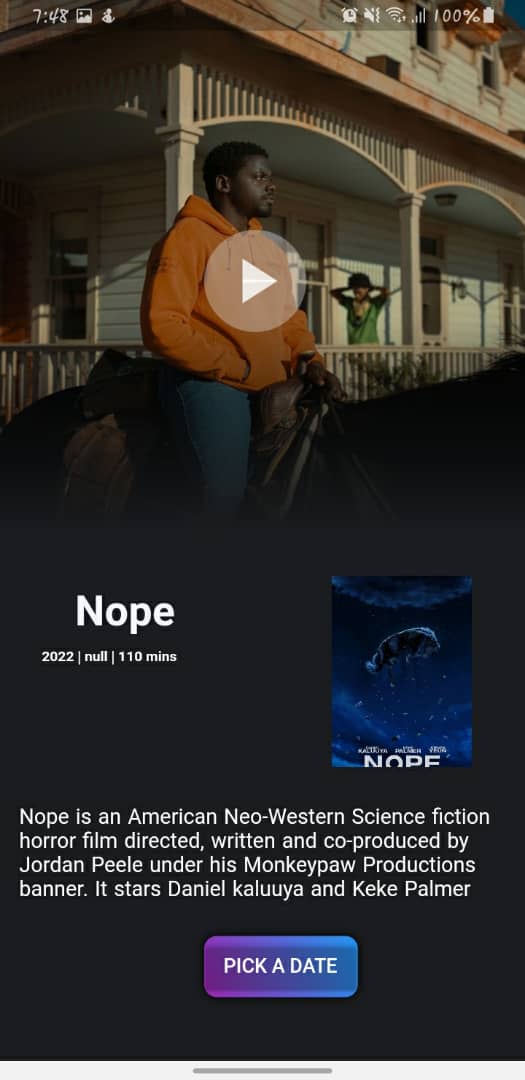 7:48
100%
Nope
2022 | null | 110 mins
KALUUYA PALMER YEUN
NOPE
Nope is an American Neo-Western Science fiction
horror film directed, written and co-produced by
Jordan Peele under his Monkeypaw Productions
banner. It stars Daniel kaluuya and Keke Palmer
PICK A DATE